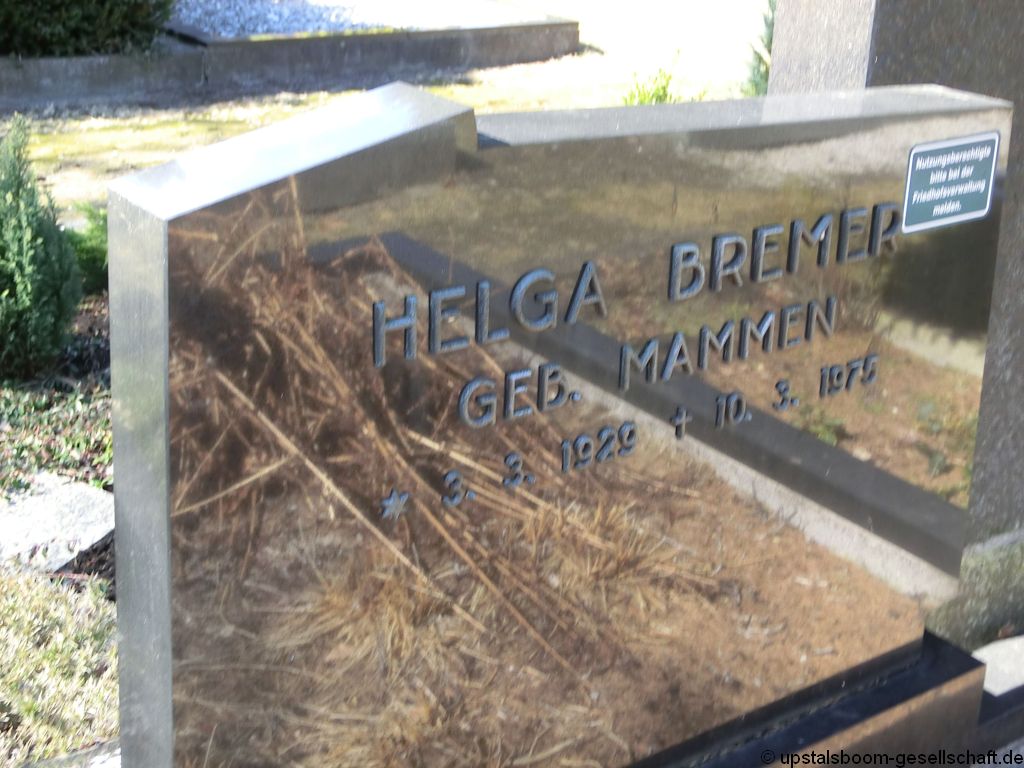 Nutzungsberechtigte
bitte bei der
Friedhofsverwaltung
melden.
HELGA BREMER
GEB. MAMMEN
* 3. 3. 1929 † 10. 3. 1975
© upstalsboom-gesellschaft.de